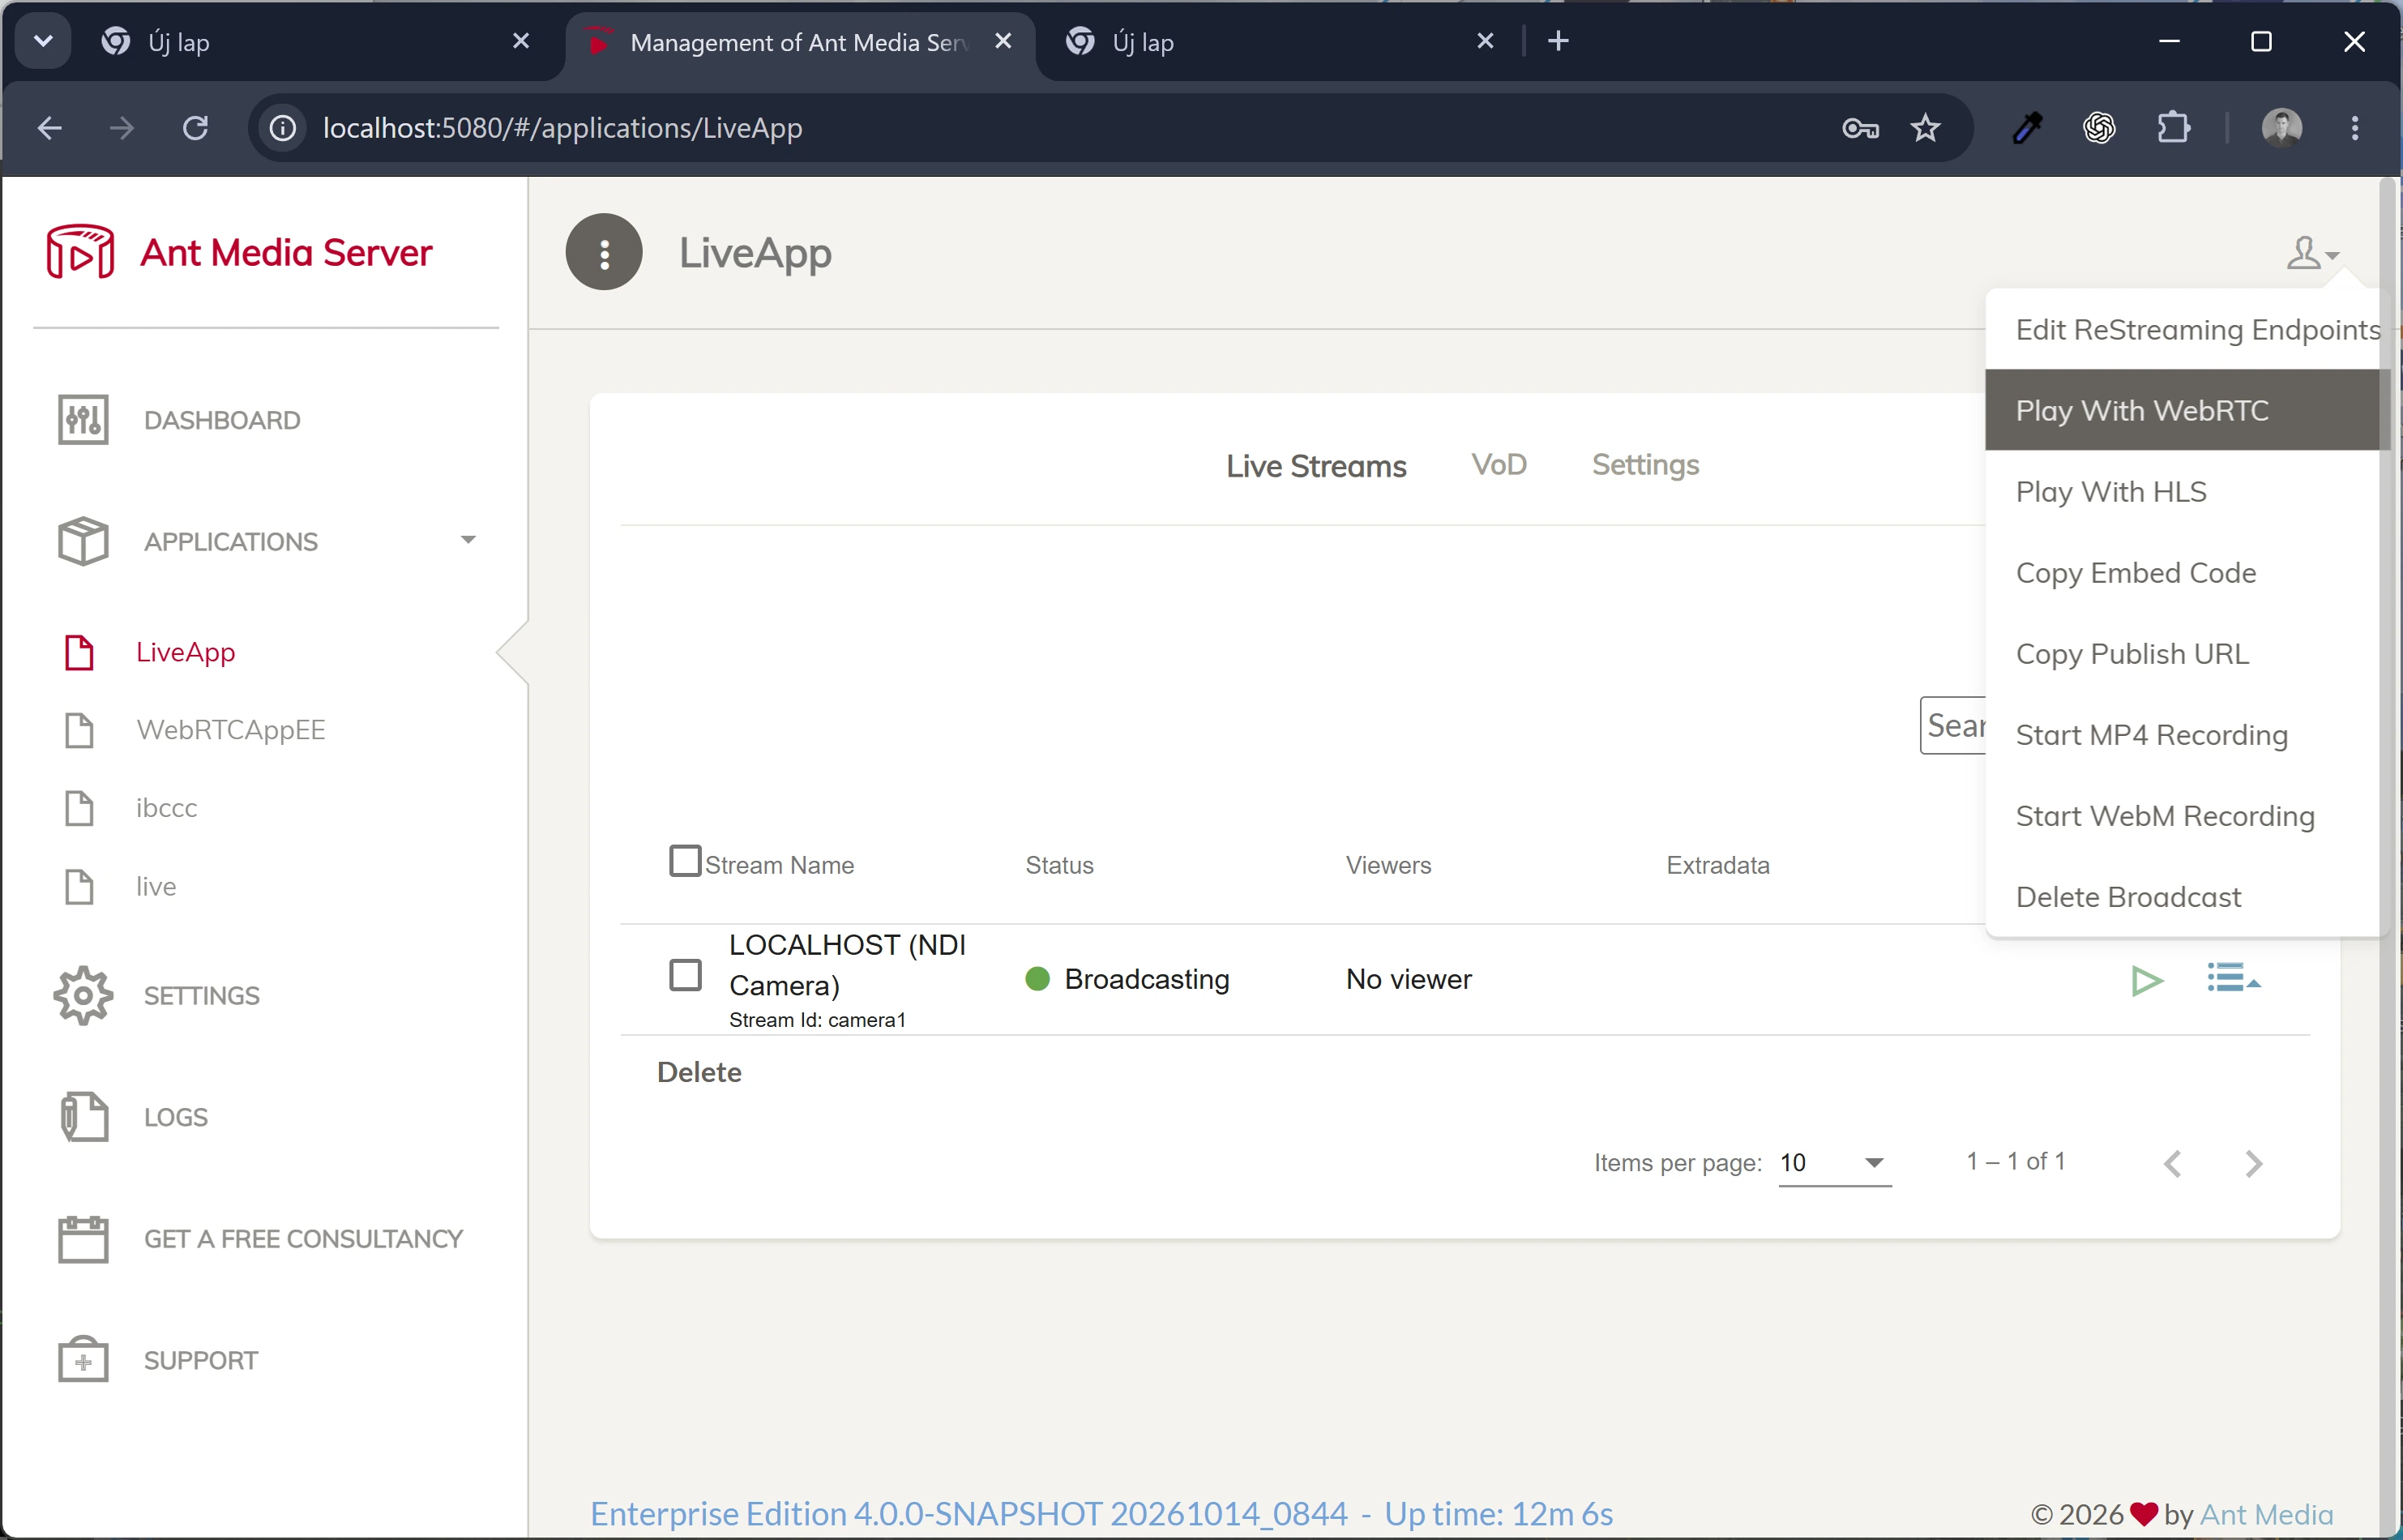 Új lap
Management of Ant Media Serv
Új lap
localhost:5080/#/applications/LiveApp
Ant Media Server
LiveApp
DASHBOARD
APPLICATIONS
LiveApp
WebRTCAppEE
ibccc
live
SETTINGS
LOGS
GET A FREE CONSULTANCY
SUPPORT
Edit ReStreaming Endpoints
Play With WebRTC
Play With HLS
Copy Embed Code
Copy Publish URL
Start MP4 Recording
Start WebM Recording
Delete Broadcast
Live Streams VoD Settings
Sear
Stream Name Status Viewers Extradata
LOCALHOST (NDI
Camera)
Stream Id: camera1
Broadcasting
No viewer
Delete
Items per page: 10 1 – 1 of 1
Enterprise Edition 4.0.0-SNAPSHOT 20261014_0844 - Up time: 12m 6s
© 2026 by Ant Media